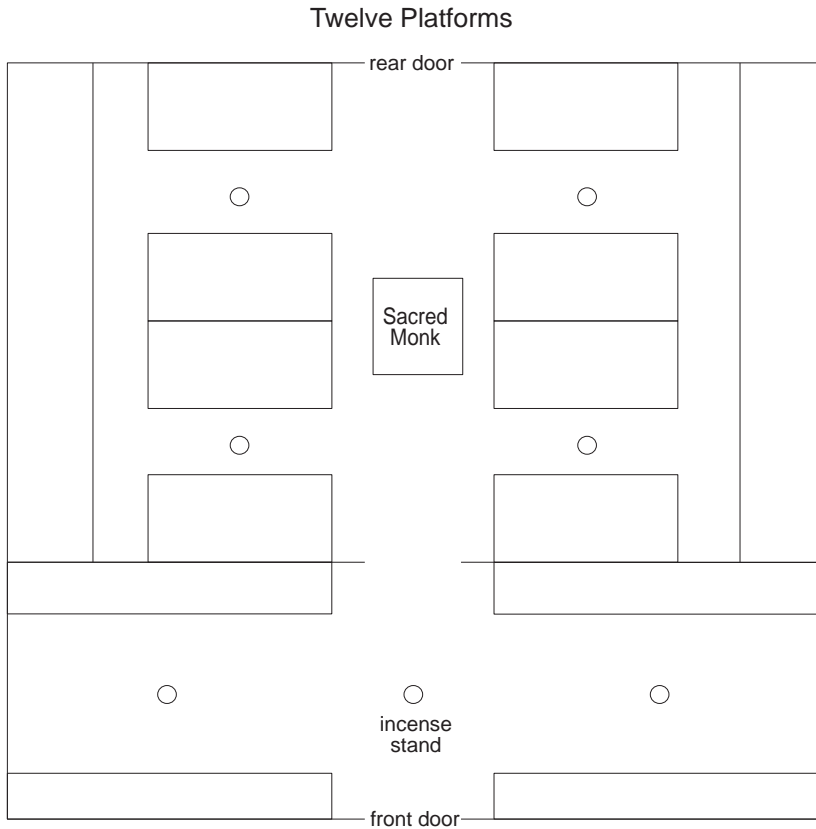 Twelve Platforms
rear door
Sacred
Monk
incense
stand
front door